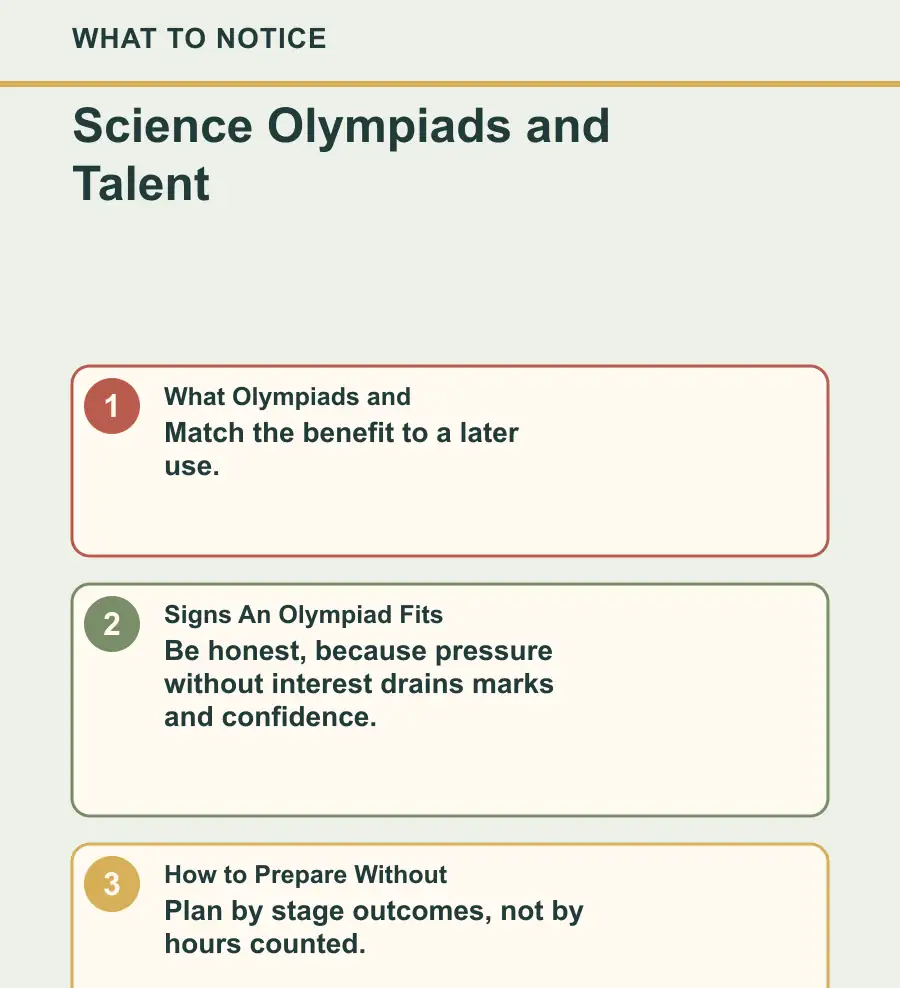 WHAT TO NOTICE
Science Olympiads and
Talent
1
What Olympiads and
Match the benefit to a later
use.
2
Signs An Olympiad Fits
Be honest, because pressure
without interest drains marks
and confidence.
3
How to Prepare Without
Plan by stage outcomes, not by
hours counted.